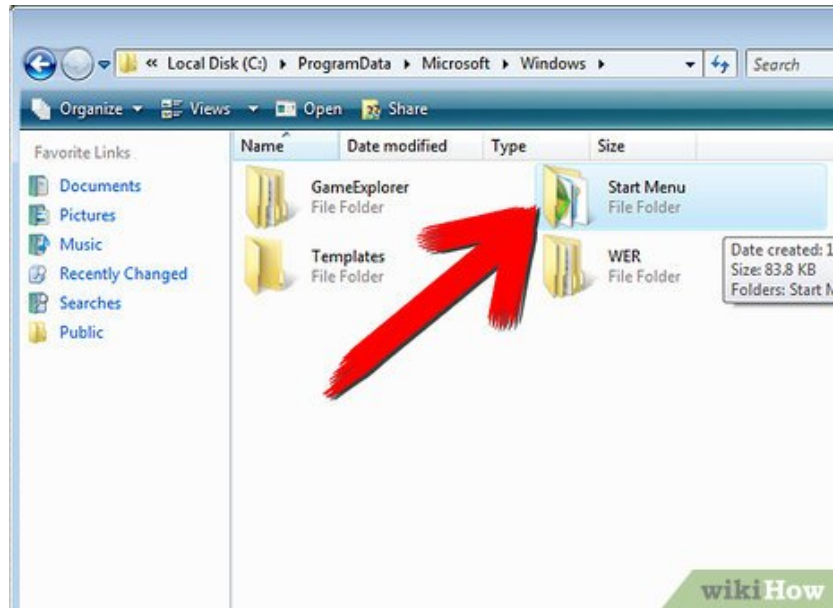 « Local Disk (C:) ▸ ProgramData ▸ Microsoft ▸ Windows ▸ Search
Organize Views Open Share
Favorite Links
Documents
Pictures
Music
Recently Changed
Searches
Public
Name Date modified Type Size
GameExplorer
File Folder
Start Menu
File Folder
Templates
File Folder
WER
File Folder
Date created: 1
Size: 83.8 KB
Folders: Start M
wikiHow